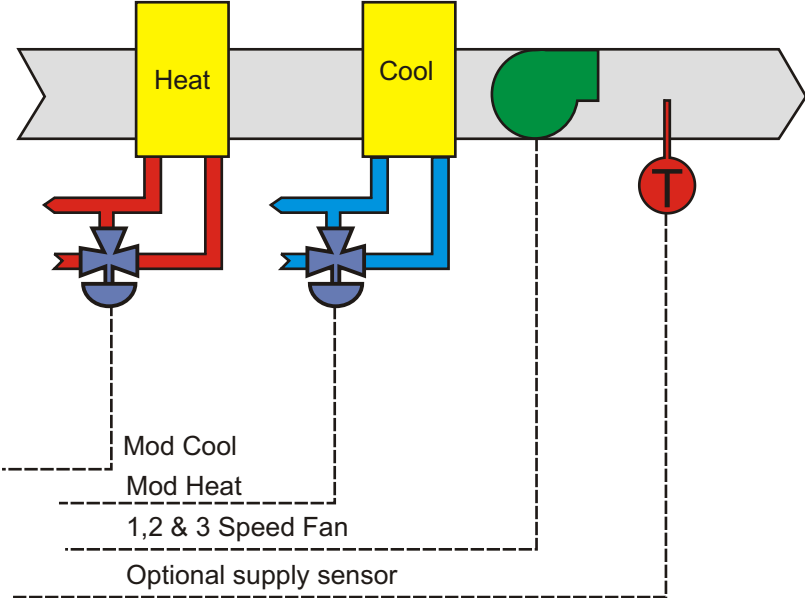 Heat
Cool
T
Mod Cool
Mod Heat
1,2 & 3 Speed Fan
Optional supply sensor